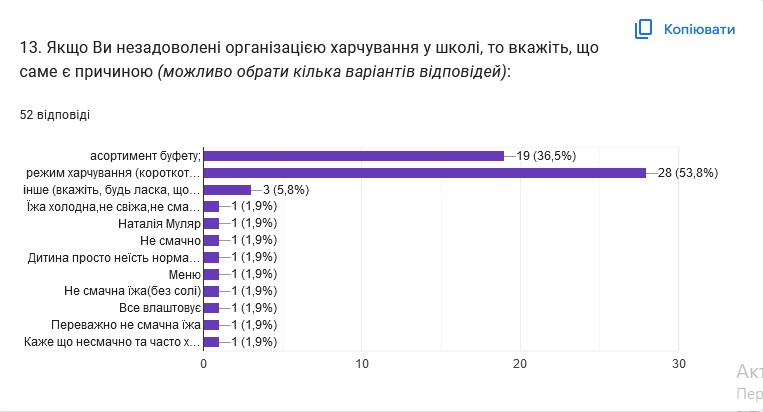 Копіювати
13. Якщо Ви незадоволені організацією харчування у школі, то вкажіть, що
саме є причиною (можливо обрати кілька варіантів відповідей):
52 відповіді
асортимент буфету; 19 (36,5%)
режим харчування (короткот... 28 (53,8%)
інше (вкажіть, будь ласка, що... 3 (5,8%)
Їжа холодна,не свіжа,не сма... 1 (1,9%)
Наталія Муляр 1 (1,9%)
Не смачно 1 (1,9%)
Дитина просто неїсть норма... 1 (1,9%)
Меню 1 (1,9%)
Не смачна їжа(без солі) 1 (1,9%)
Все влаштовує 1 (1,9%)
Переважно не смачна їжа 1 (1,9%)
Каже що несмачно та часто х... 1 (1,9%)
0 10 20 30
Акт
Пер